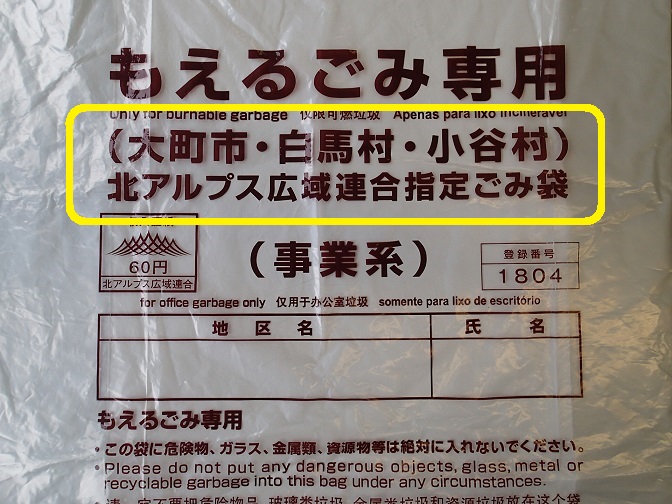 もえるごみ専用
Only for burnable garbage 仅限可燃垃圾 Apenas para lixo incinerável
(大町市・白馬村・小谷村)
北アルプス広域連合指定ごみ袋
60円
北アルプス広域連合
(事業系)
登録番号
1804
for office garbage only 仅用于办公室垃圾 somente para lixo de escritório
地区名 氏名
もえるごみ専用
・この袋に危険物、ガラス、金属類、資源物等は絶対に入れないでください。
・Please do not put any dangerous objects, glass, metal or
recyclable garbage into this bag under any circumstances.